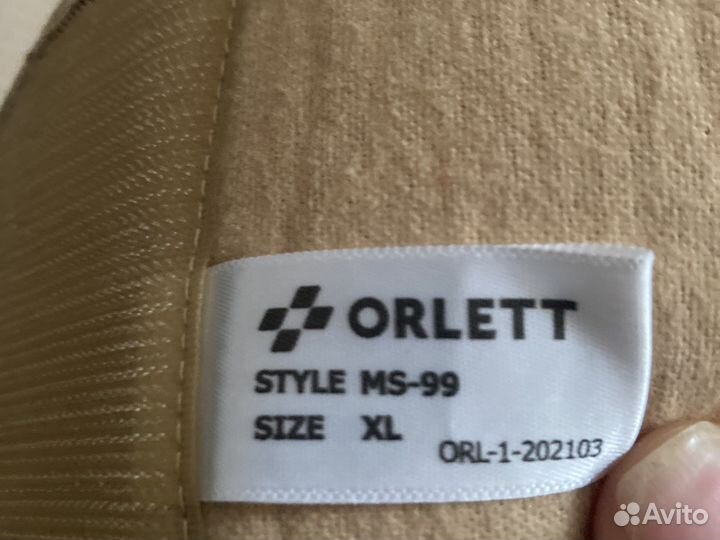 ORLETT
STYLE MS-99
SIZE XL
ORL-1-202103
Avito